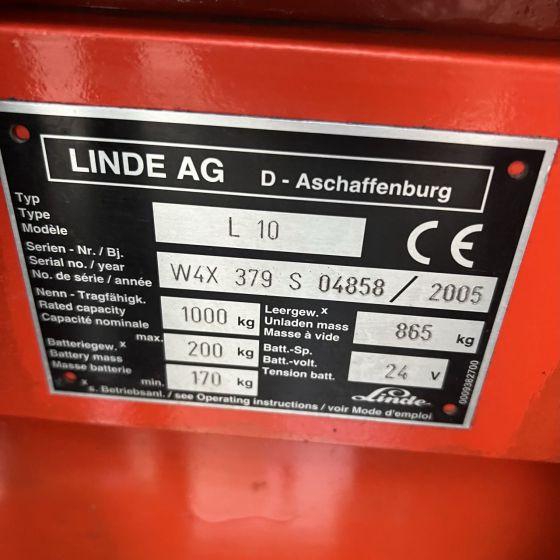 LINDE AG D - Aschaffenburg
Typ
Type
Modèle
L 10
CE
Serien - Nr. / Bj.
Serial no. / year
No. de série / année
W4X 379 S 04858 / 2005
Nenn - Tragfähigk.
Rated capacity
Capacité nominale
1000 kg
Leergew. x
Unladen mass
Masse à vide
865 kg
Batteriegew. x
Battery mass
Masse batterie
max. 200 kg
x min. 170 kg
Batt.-Sp.
Batt.-volt.
Tension batt.
24 V
Linde
s. Betriebsanl. / see Operating instructions / voir Mode d'emploi
0009382700